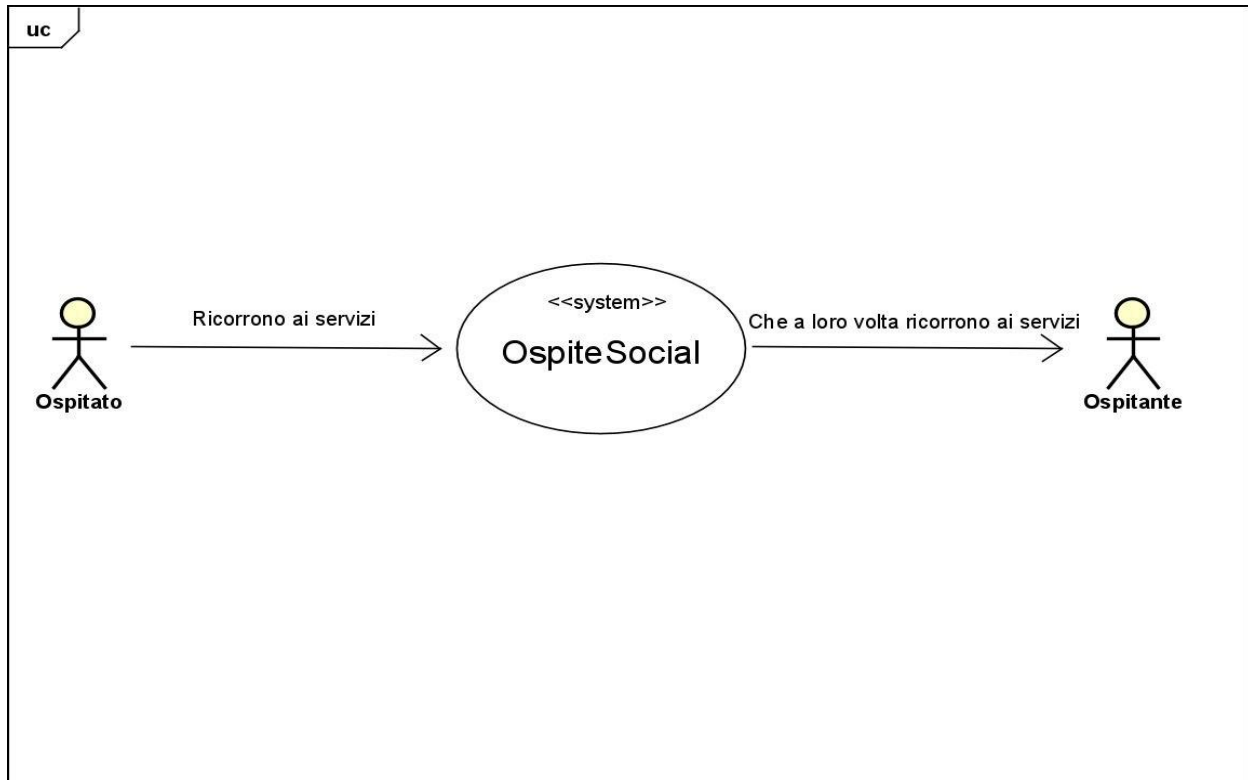 uc
Ricorrono ai servizi
<<system>>
OspiteSocial
Che a loro volta ricorrono ai servizi
Ospitato
Ospitante